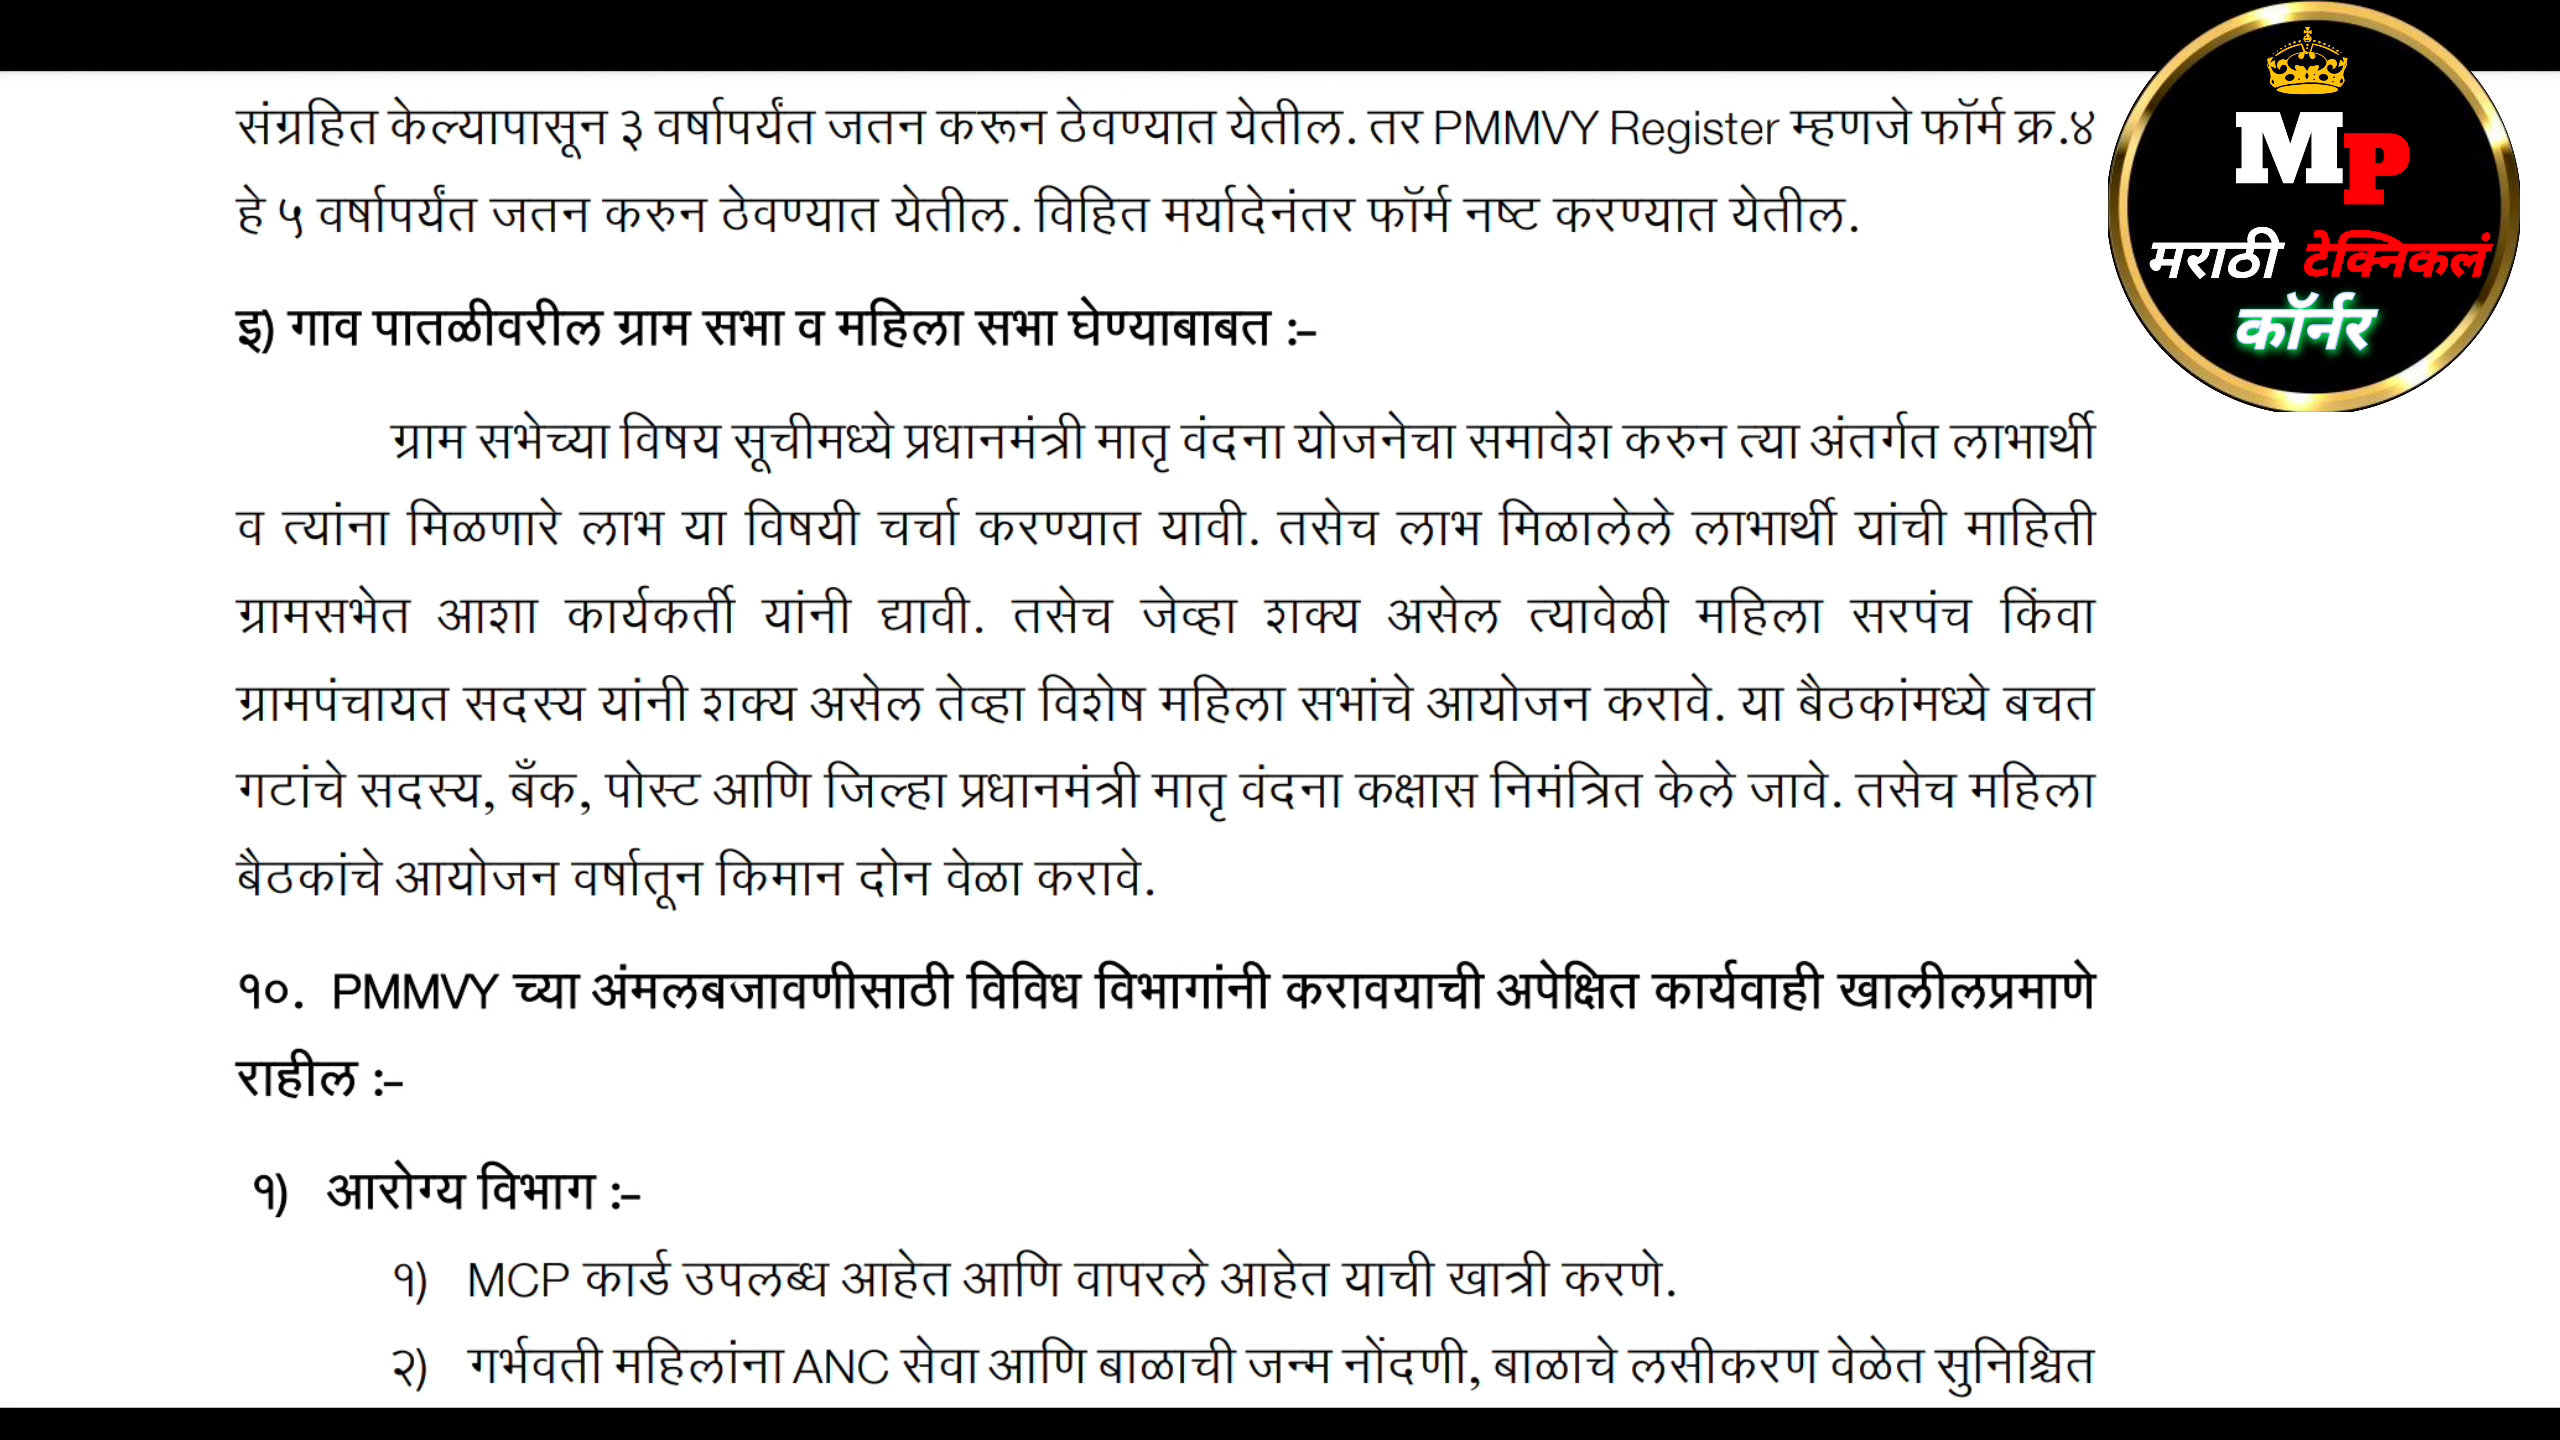 संग्रहित केल्यापासून ३ वर्षापर्यंत जतन करून ठेवण्यात येतील. तर PMMVY Register म्हणजे फॉर्म क्र.४
हे ५ वर्षापर्यंत जतन करुन ठेवण्यात येतील. विहित मर्यादेनंतर फॉर्म नष्ट करण्यात येतील.
इ) गाव पातळीवरील ग्राम सभा व महिला सभा घेण्याबाबत :–
ग्राम सभेच्या विषय सूचीमध्ये प्रधानमंत्री मातृ वंदना योजनेचा समावेश करुन त्या अंतर्गत लाभार्थी
व त्यांना मिळणारे लाभ या विषयी चर्चा करण्यात यावी. तसेच लाभ मिळालेले लाभार्थी यांची माहिती
ग्रामसभेत आशा कार्यकर्ती यांनी द्यावी. तसेच जेव्हा शक्य असेल त्यावेळी महिला सरपंच किंवा
ग्रामपंचायत सदस्य यांनी शक्य असेल तेव्हा विशेष महिला सभांचे आयोजन करावे. या बैठकांमध्ये बचत
गटांचे सदस्य, बँक, पोस्ट आणि जिल्हा प्रधानमंत्री मातृ वंदना कक्षास निमंत्रित केले जावे. तसेच महिला
बैठकांचे आयोजन वर्षातून किमान दोन वेळा करावे.
१०. PMMVY च्या अंमलबजावणीसाठी विविध विभागांनी करावयाची अपेक्षित कार्यवाही खालीलप्रमाणे
राहील :–
१) आरोग्य विभाग :–
१) MCP कार्ड उपलब्ध आहेत आणि वापरले आहेत याची खात्री करणे.
२) गर्भवती महिलांना ANC सेवा आणि बाळाची जन्म नोंदणी, बाळाचे लसीकरण वेळेत सुनिश्चित
MP
मराठी टेक्निकलं
कॉर्नर